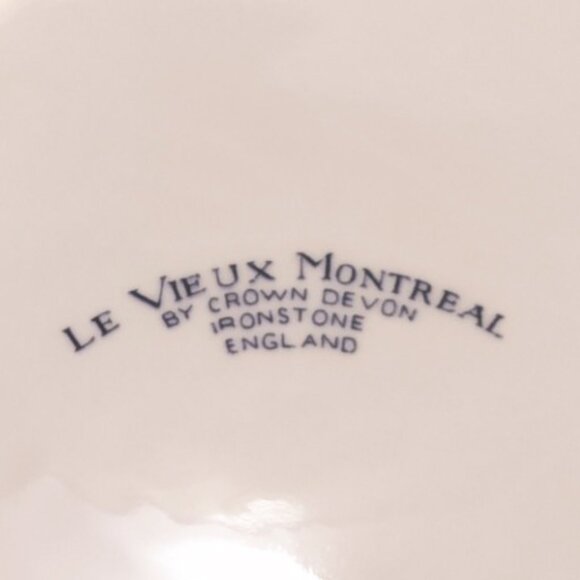 LE VIEUX MONTREAL
BY CROWN DEVON
IRONSTONE
ENGLAND